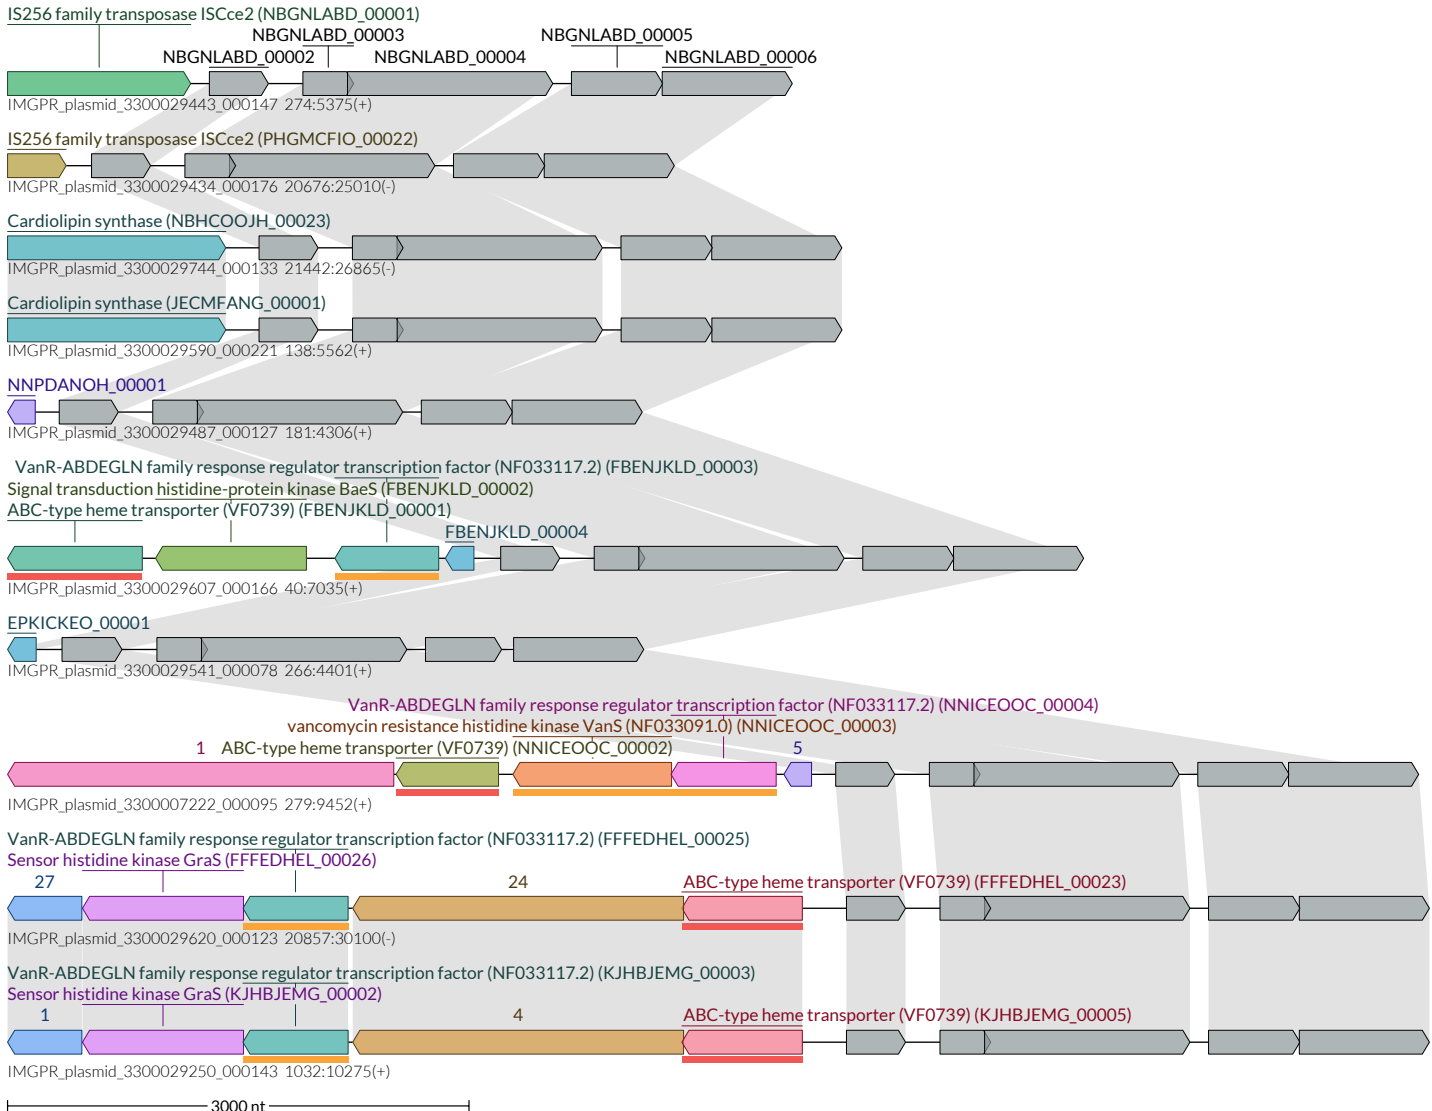 IS256 family transposase ISCce2 (NBGNLABD_00001)
NBGNLABD_00003
NBGNLABD_00005
NBGNLABD_00002
NBGNLABD_00004
NBGNLABD_00006
IMGPR_plasmid_3300029443_000147 274:5375(+)
IS256 family transposase ISCce2 (PHGMCFIO_00022)
IMGPR_plasmid_3300029434_000176 20676:25010(-)
Cardiolipin synthase (NBHCOOJH_00023)
IMGPR_plasmid_3300029744_000133 21442:26865(-)
Cardiolipin synthase (JECMFANG_00001)
IMGPR_plasmid_3300029590_000221 138:5562(+)
NNPDANOH_00001
IMGPR_plasmid_3300029487_000127 181:4306(+)
VanR-ABDEGLN family response regulator transcription factor (NF033117.2) (FBENJKLD_00003)
Signal transduction histidine-protein kinase BaeS (FBENJKLD_00002)
ABC-type heme transporter (VF0739) (FBENJKLD_00001)
FBENJKLD_00004
IMGPR_plasmid_3300029607_000166 40:7035(+)
EPKICKEO_00001
IMGPR_plasmid_3300029541_000078 266:4401(+)
VanR-ABDEGLN family response regulator transcription factor (NF033117.2) (NNICEOOC_00004)
vancomycin resistance histidine kinase VanS (NF033091.0) (NNICEOOC_00003)
1 ABC-type heme transporter (VF0739) (NNICEOOC_00002) 5
IMGPR_plasmid_3300007222_000095 279:9452(+)
VanR-ABDEGLN family response regulator transcription factor (NF033117.2) (FFFEDHEL_00025)
Sensor histidine kinase GraS (FFFEDHEL_00026)
27 24 ABC-type heme transporter (VF0739) (FFFEDHEL_00023)
IMGPR_plasmid_3300029620_000123 20857:30100(-)
VanR-ABDEGLN family response regulator transcription factor (NF033117.2) (KJHBJEMG_00003)
Sensor histidine kinase GraS (KJHBJEMG_00002)
1 4 ABC-type heme transporter (VF0739) (KJHBJEMG_00005)
IMGPR_plasmid_3300029250_000143 1032:10275(+)
3000 nt